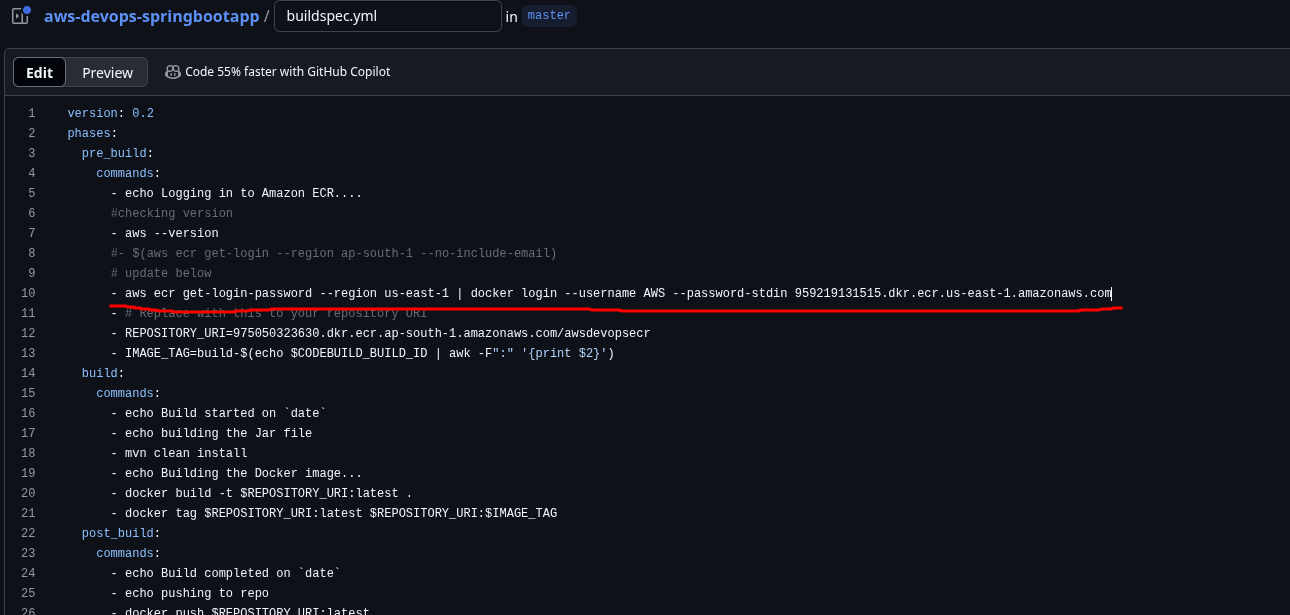 aws-devops-springbootapp / buildspec.yml in master
Edit Preview Code 55% faster with GitHub Copilot
1 version: 0.2
2 phases:
3 pre_build:
4 commands:
5 - echo Logging in to Amazon ECR....
6 #checking version
7 - aws --version
8 #- $(aws ecr get-login --region ap-south-1 --no-include-email)
9 # update below
10 - aws ecr get-login-password --region us-east-1 | docker login --username AWS --password-stdin 959219131515.dkr.ecr.us-east-1.amazonaws.com
11 - # Replace with this to your repository URI
12 - REPOSITORY_URI=975050323630.dkr.ecr.ap-south-1.amazonaws.com/awsdevopsecr
13 - IMAGE_TAG=build-$(echo $CODEBUILD_BUILD_ID | awk -F":" '{print $2}')
14 build:
15 commands:
16 - echo Build started on `date`
17 - echo building the Jar file
18 - mvn clean install
19 - echo Building the Docker image...
20 - docker build -t $REPOSITORY_URI:latest .
21 - docker tag $REPOSITORY_URI:latest $REPOSITORY_URI:$IMAGE_TAG
22 post_build:
23 commands:
24 - echo Build completed on `date`
25 - echo pushing to repo
26 - docker push $REPOSITORY_URI:latest